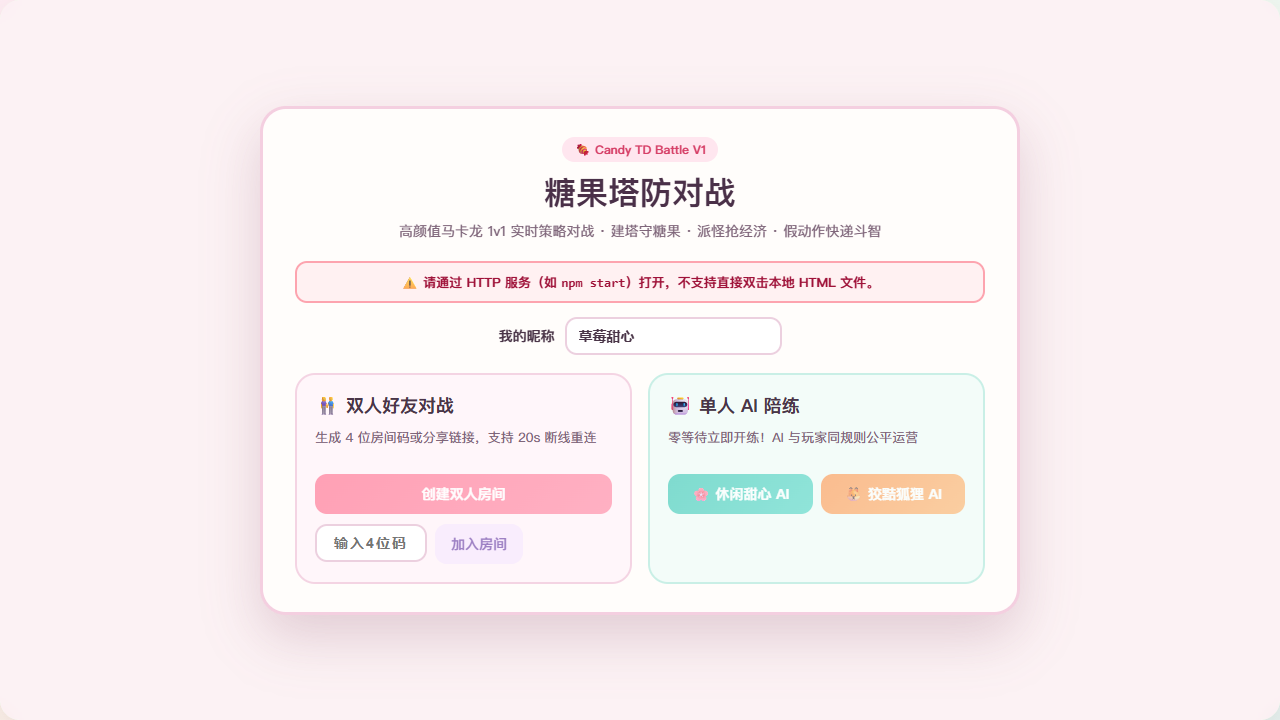 Candy TD Battle V1
糖果塔防对战
高颜值马卡龙 1v1 实时策略对战 · 建塔守糖果 · 派怪抢经济 · 假动作快递斗智
请通过 HTTP 服务（如 npm start）打开，不支持直接双击本地 HTML 文件。
我的昵称 草莓甜心
双人好友对战
生成 4 位房间码或分享链接，支持 20s 断线重连
创建双人房间
输入4位码 加入房间
单人 AI 陪练
零等待立即开练！AI 与玩家同规则公平运营
休闲甜心 AI 狡黠狐狸 AI